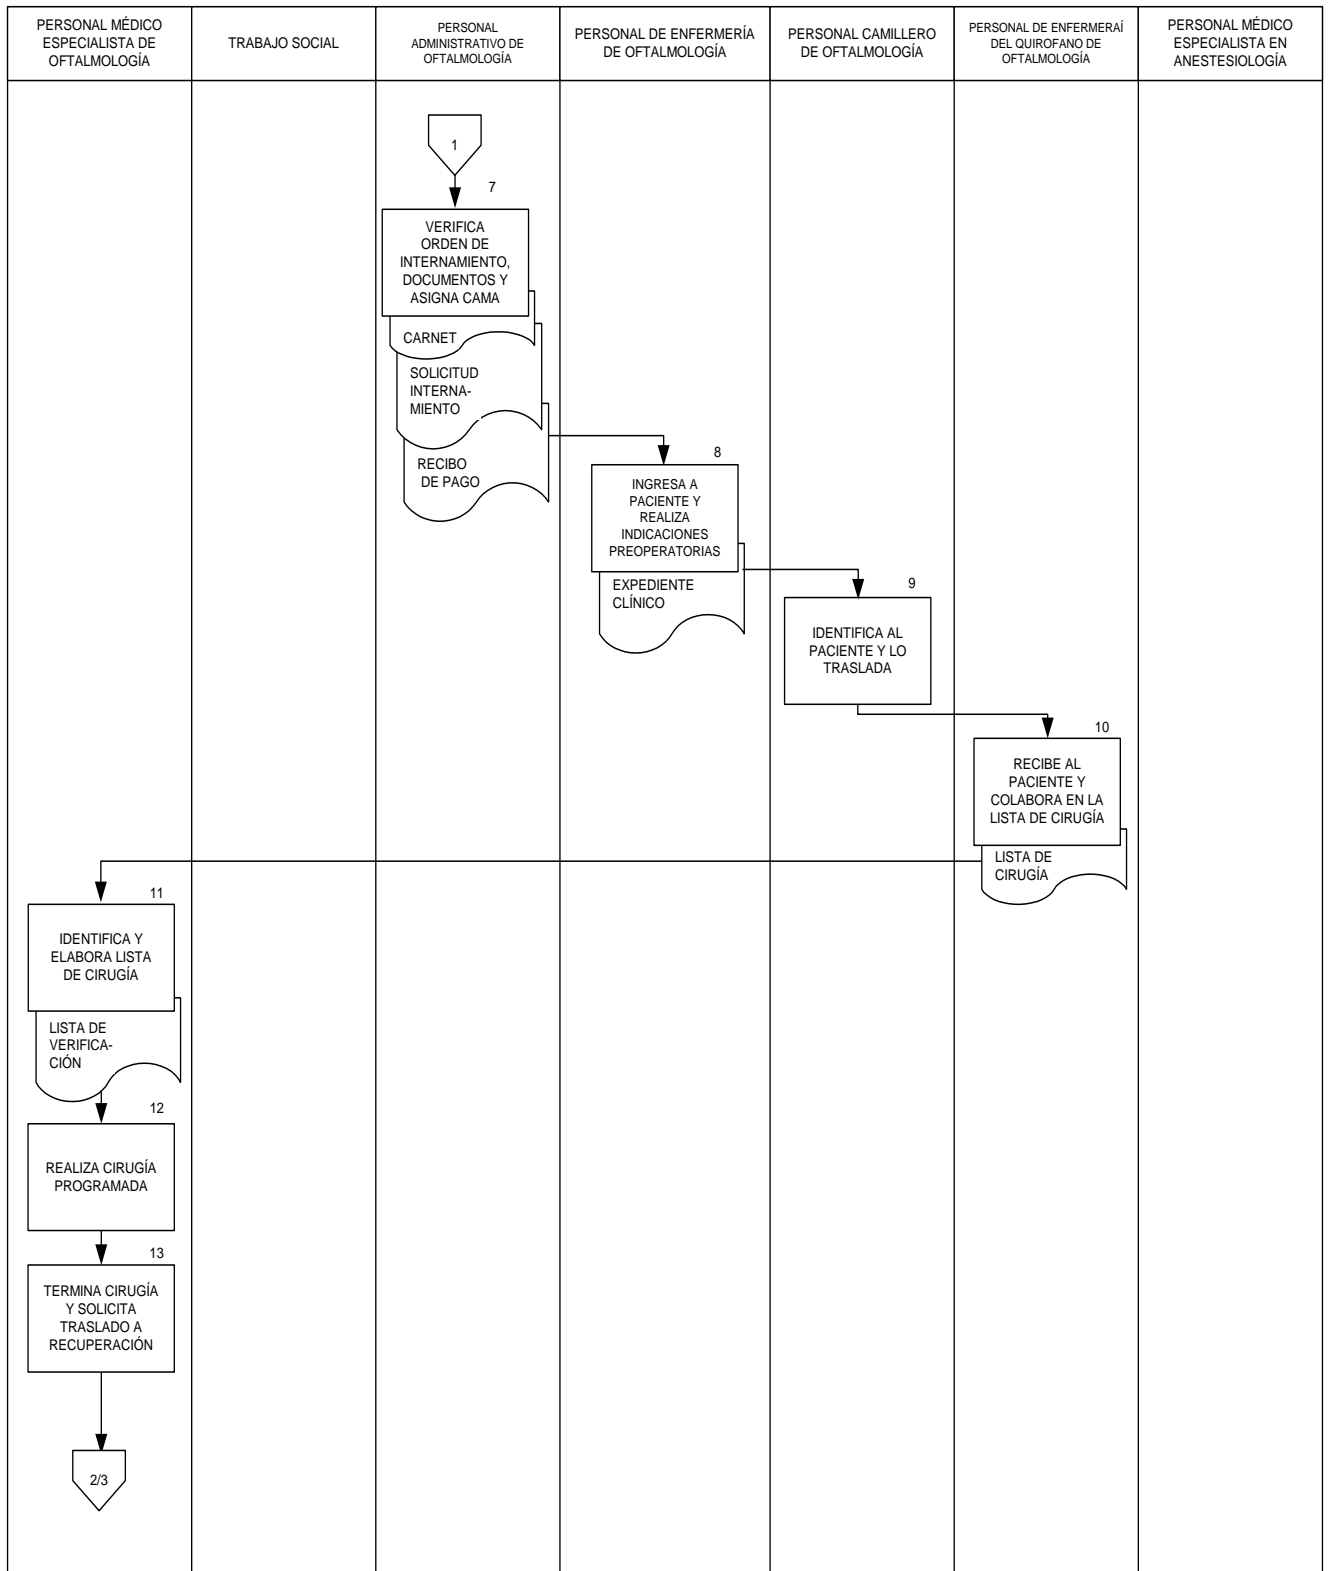 PERSONAL MÉDICO
ESPECIALISTA DE
OFTALMOLOGÍA
TRABAJO SOCIAL
PERSONAL
ADMINISTRATIVO DE
OFTALMOLOGÍA
PERSONAL DE ENFERMERÍA
DE OFTALMOLOGÍA
PERSONAL CAMILLERO
DE OFTALMOLOGÍA
PERSONAL DE ENFERMERAÍ
DEL QUIROFANO DE
OFTALMOLOGÍA
PERSONAL MÉDICO
ESPECIALISTA EN
ANESTESIOLOGÍA
1
7
VERIFICA
ORDEN DE
INTERNAMIENTO,
DOCUMENTOS Y
ASIGNA CAMA
CARNET
SOLICITUD
INTERNA-
MIENTO
RECIBO
DE PAGO
8
INGRESA A
PACIENTE Y
REALIZA
INDICACIONES
PREOPERATORIAS
EXPEDIENTE
CLÍNICO
9
IDENTIFICA AL
PACIENTE Y LO
TRASLADA
10
RECIBE AL
PACIENTE Y
COLABORA EN LA
LISTA DE CIRUGÍA
LISTA DE
CIRUGÍA
11
IDENTIFICA Y
ELABORA LISTA
DE CIRUGÍA
LISTA DE
VERIFICA-
CIÓN
12
REALIZA CIRUGÍA
PROGRAMADA
13
TERMINA CIRUGÍA
Y SOLICITA
TRASLADO A
RECUPERACIÓN
2/3